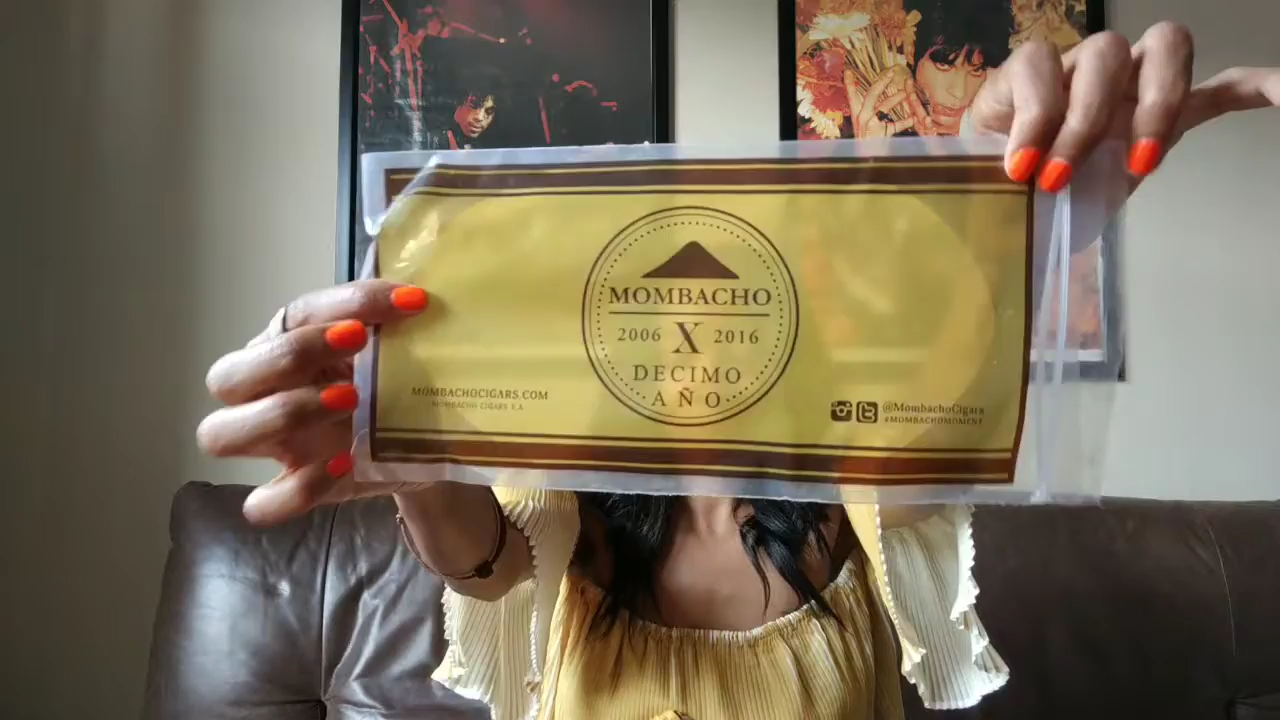 MOMBACHO
2006 X 2016
DECIMO
· AÑO ·
MOMBACHOCIGARS.COM
MOMBACHO CIGARS S.A
@MombachoCigars
#MOMBACHOMOMENT